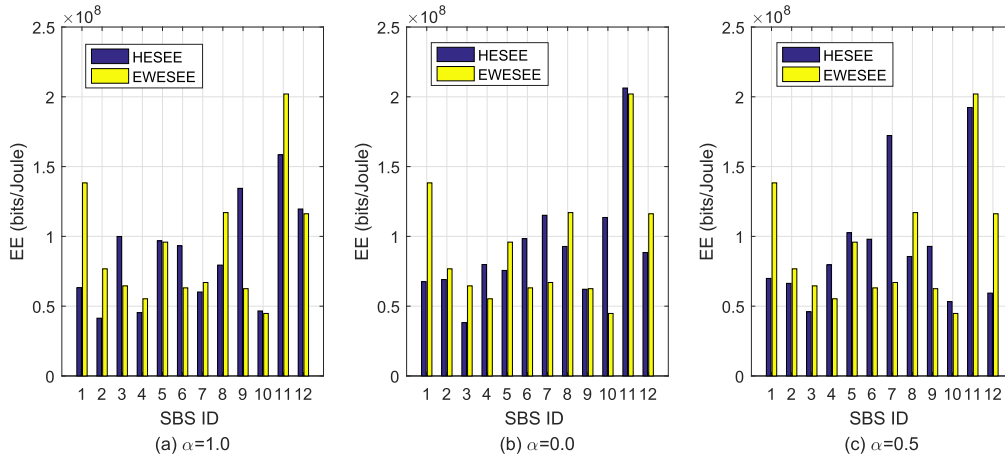 ×10^8
2.5
2
1.5
1
0.5
0
EE (bits/Joule)
HESEE
EWESEE
1 2 3 4 5 6 7 8 9 10 11 12
SBS ID
(a) α=1.0
×10^8
2.5
2
1.5
1
0.5
0
EE (bits/Joule)
HESEE
EWESEE
1 2 3 4 5 6 7 8 9 10 11 12
SBS ID
(b) α=0.0
×10^8
2.5
2
1.5
1
0.5
0
EE (bits/Joule)
HESEE
EWESEE
1 2 3 4 5 6 7 8 9 10 11 12
SBS ID
(c) α=0.5